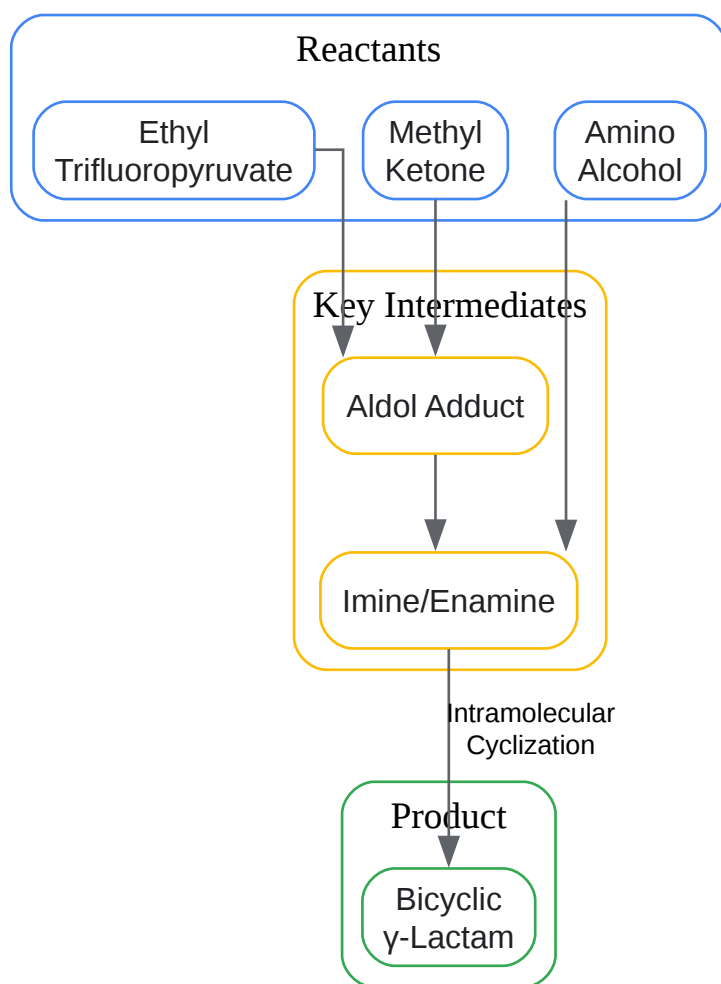 Reactants
Ethyl
Trifluoropyruvate
Methyl
Ketone
Amino
Alcohol
Key Intermediates
Aldol Adduct
Imine/Enamine
Intramolecular
Cyclization
Product
Bicyclic
γ-Lactam